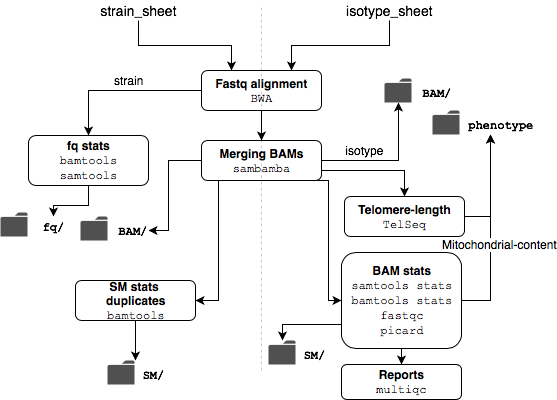 strain_sheet
isotype_sheet
Fastq alignment
BWA
strain
BAM/
phenotype
fq stats
bamtools
samtools
Merging BAMs
sambamba
isotype
fq/
BAM/
Telomere-length
TelSeq
Mitochondrial-content
SM stats
duplicates
bamtools
BAM stats
samtools stats
bamtools stats
fastqc
picard
SM/
SM/
Reports
multiqc